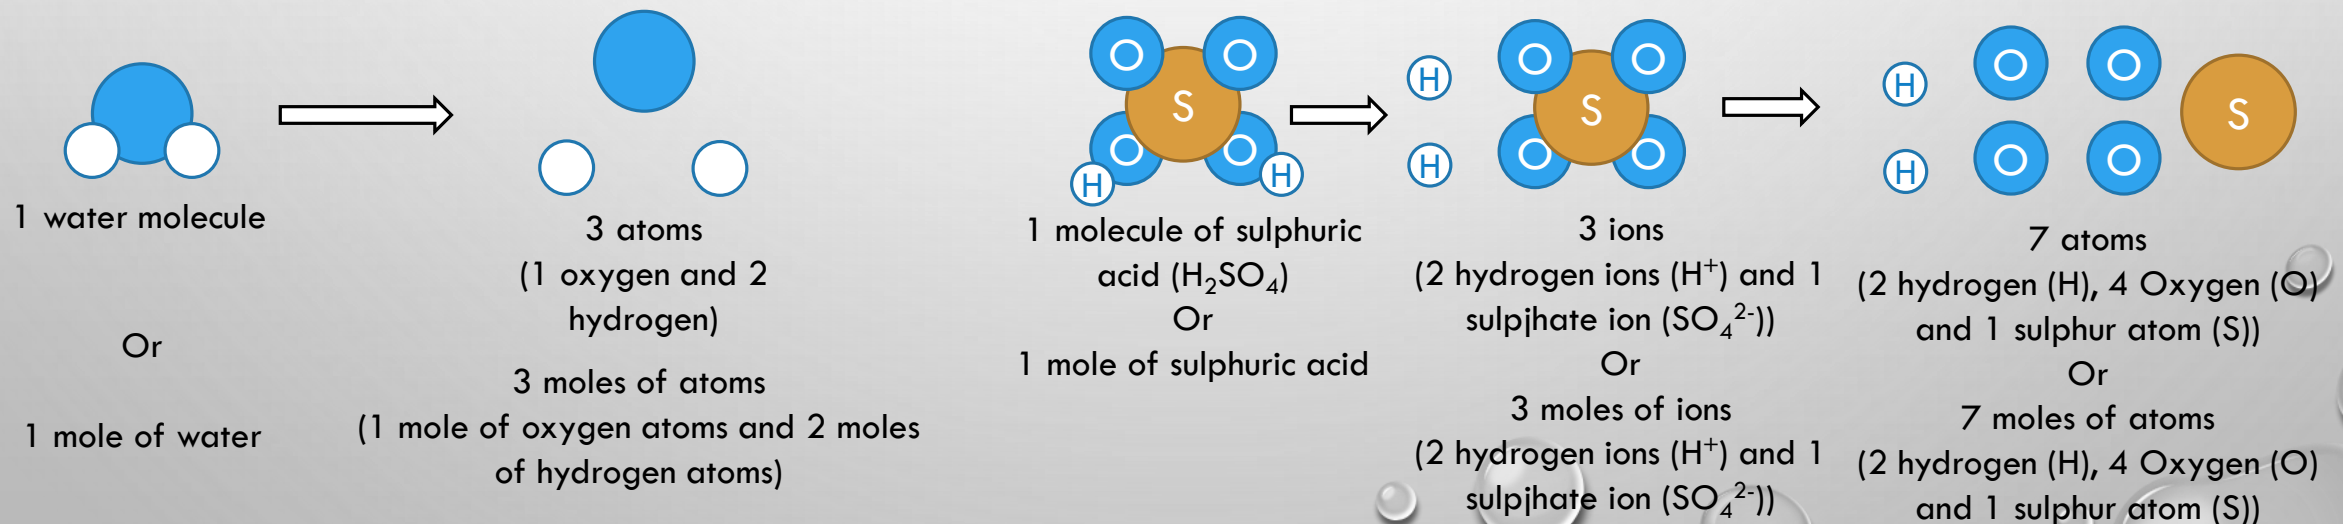 1 water molecule
Or
1 mole of water
3 atoms
(1 oxygen and 2
hydrogen)
3 moles of atoms
(1 mole of oxygen atoms and 2 moles
of hydrogen atoms)
O O
S
O O
H H
1 molecule of sulphuric
acid (H₂SO₄)
Or
1 mole of sulphuric acid
H
H
O O
S
O O
3 ions
(2 hydrogen ions (H⁺) and 1
sulpjhate ion (SO₄²⁻))
Or
3 moles of ions
(2 hydrogen ions (H⁺) and 1
sulpjhate ion (SO₄²⁻))
H
H
O O
O O
S
7 atoms
(2 hydrogen (H), 4 Oxygen (O)
and 1 sulphur atom (S))
Or
7 moles of atoms
(2 hydrogen (H), 4 Oxygen (O)
and 1 sulphur atom (S))